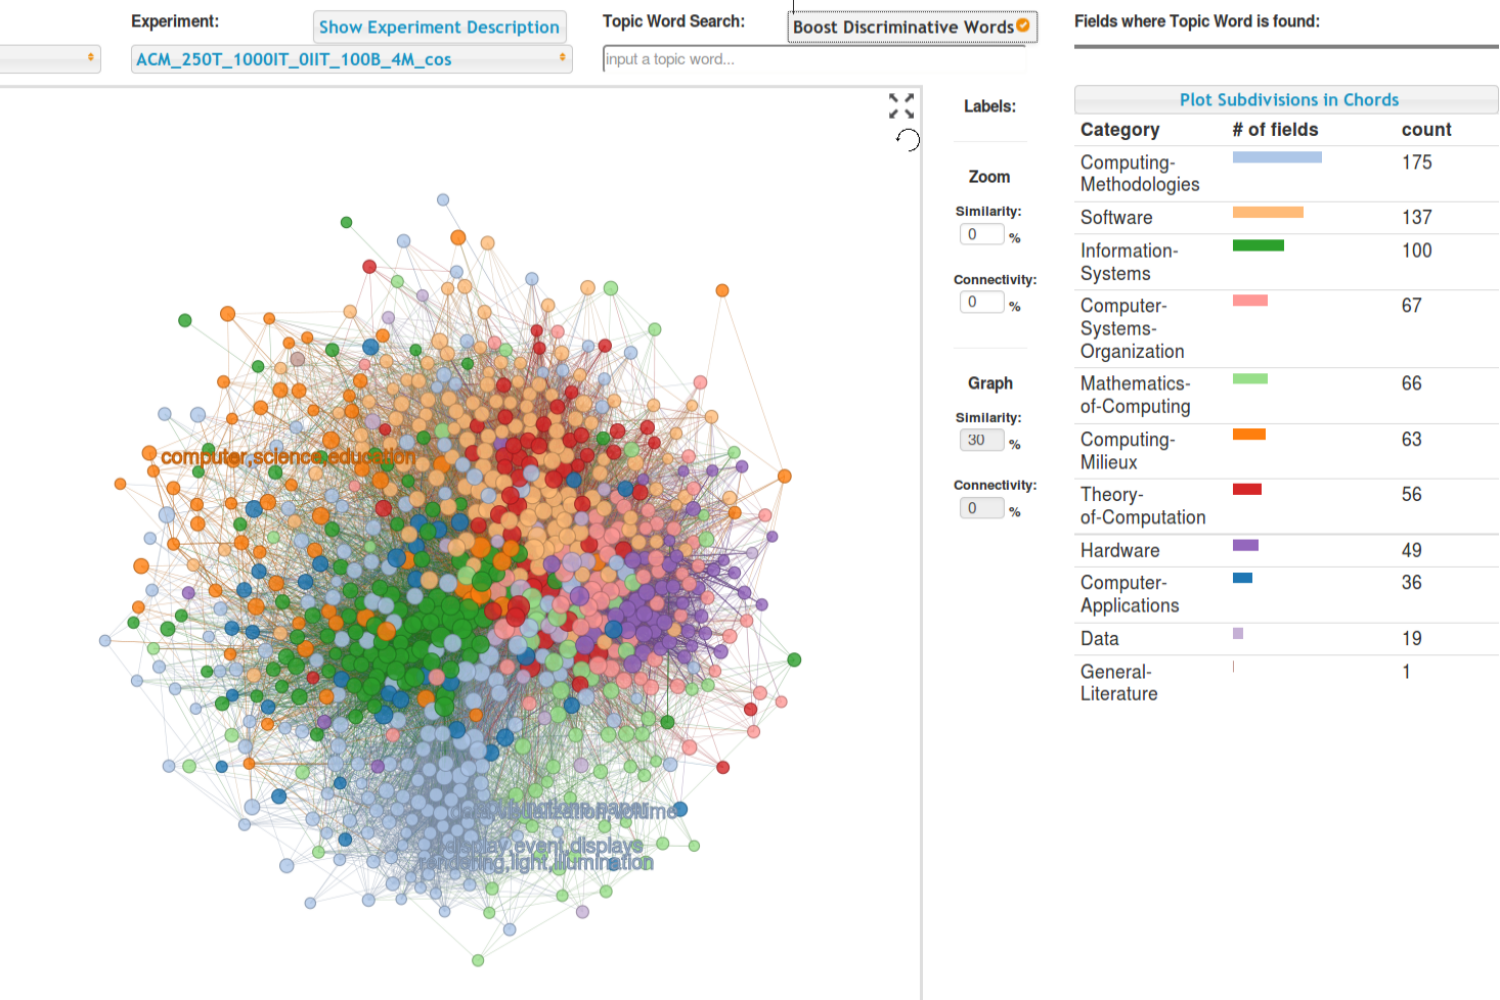 Experiment:
Show Experiment Description
Topic Word Search:
Boost Discriminative Words
Fields where Topic Word is found:
ACM_250T_1000IT_0IIT_100B_4M_cos
input a topic word...
Labels:
Zoom
Similarity:
0 %
Connectivity:
0 %
Graph
Similarity:
30 %
Connectivity:
0 %
Plot Subdivisions in Chords
Category # of fields count
Computing-
Methodologies 175
Software 137
Information-
Systems 100
Computer-
Systems-
Organization 67
Mathematics-
of-Computing 66
Computing-
Milieux 63
Theory-
of-Computation 56
Hardware 49
Computer-
Applications 36
Data 19
General-
Literature 1
computer,science,education
display,event,displays
rendering,light,illumination